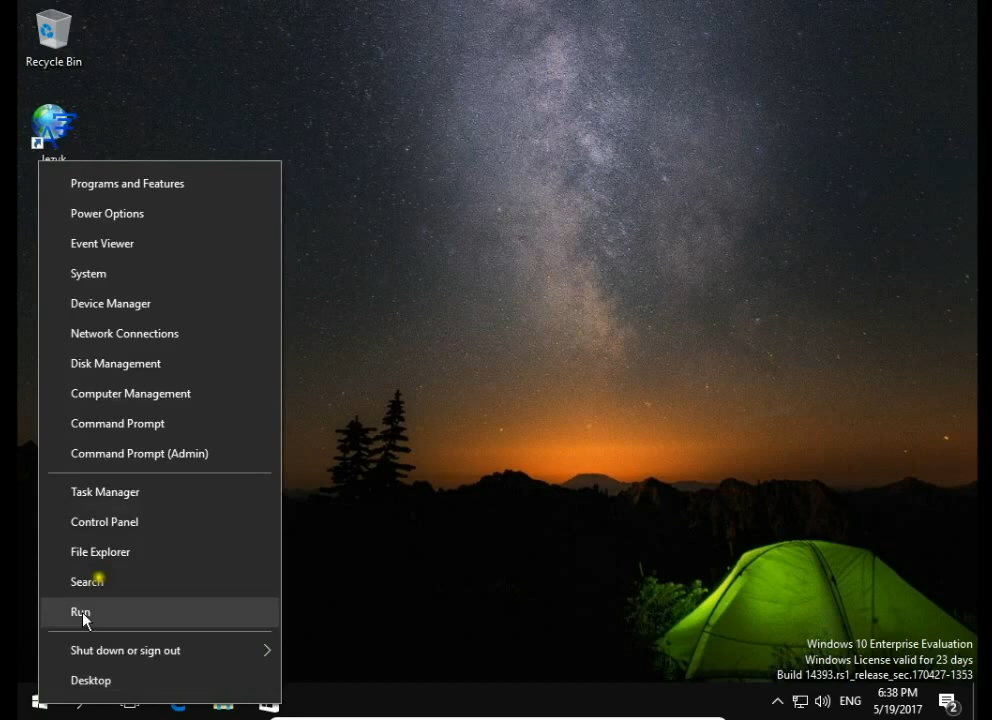 Recycle Bin
Programs and Features
Power Options
Event Viewer
System
Device Manager
Network Connections
Disk Management
Computer Management
Command Prompt
Command Prompt (Admin)
Task Manager
Control Panel
File Explorer
Search
Run
Shut down or sign out
Desktop
Windows 10 Enterprise Evaluation
Windows License valid for 23 days
Build 14393.rs1_release_sec.170427-1353
ENG
6:38 PM
5/19/2017
2